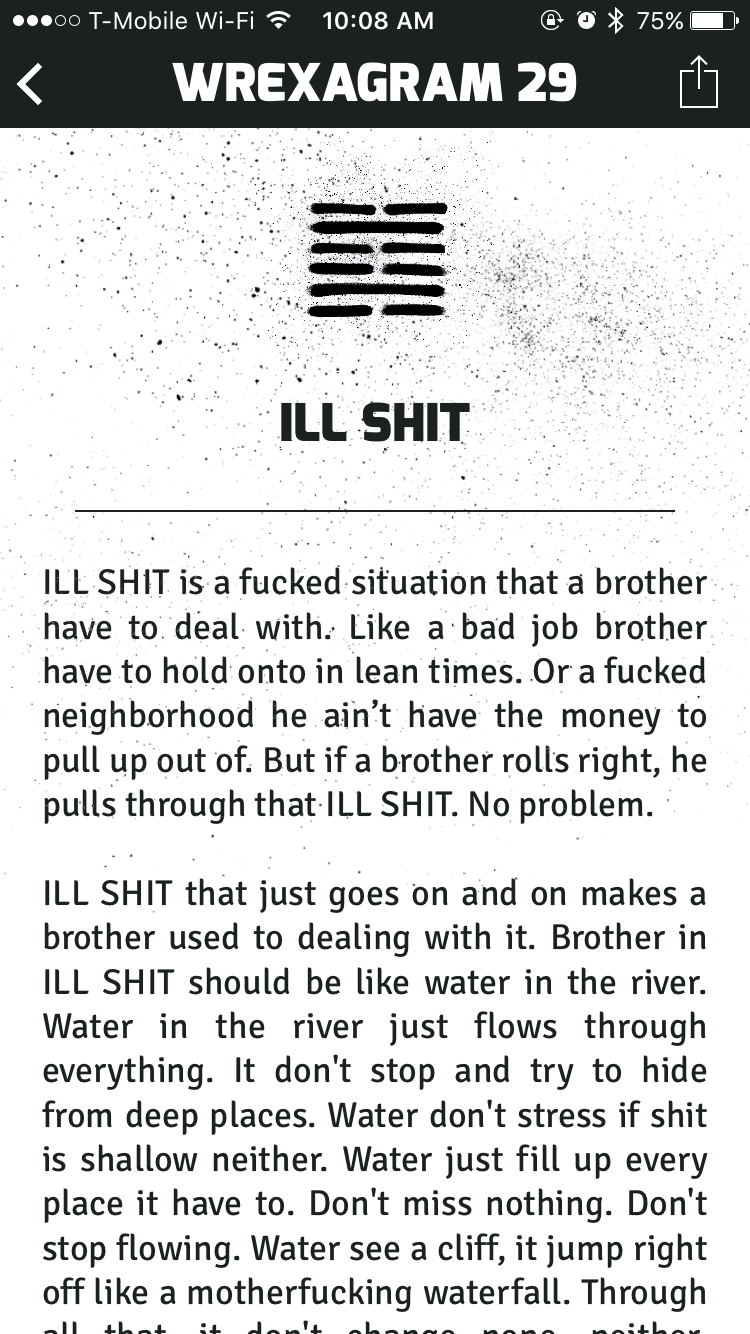 T-Mobile Wi-Fi 10:08 AM 75%
WREXAGRAM 29
ILL SHIT
ILL SHIT is a fucked situation that a brother
have to deal with. Like a bad job brother
have to hold onto in lean times. Or a fucked
neighborhood he ain’t have the money to
pull up out of. But if a brother rolls right, he
pulls through that ILL SHIT. No problem.
ILL SHIT that just goes on and on makes a
brother used to dealing with it. Brother in
ILL SHIT should be like water in the river.
Water in the river just flows through
everything. It don't stop and try to hide
from deep places. Water don't stress if shit
is shallow neither. Water just fill up every
place it have to. Don't miss nothing. Don't
stop flowing. Water see a cliff, it jump right
off like a motherfucking waterfall. Through
all that, it don't change none, neither.